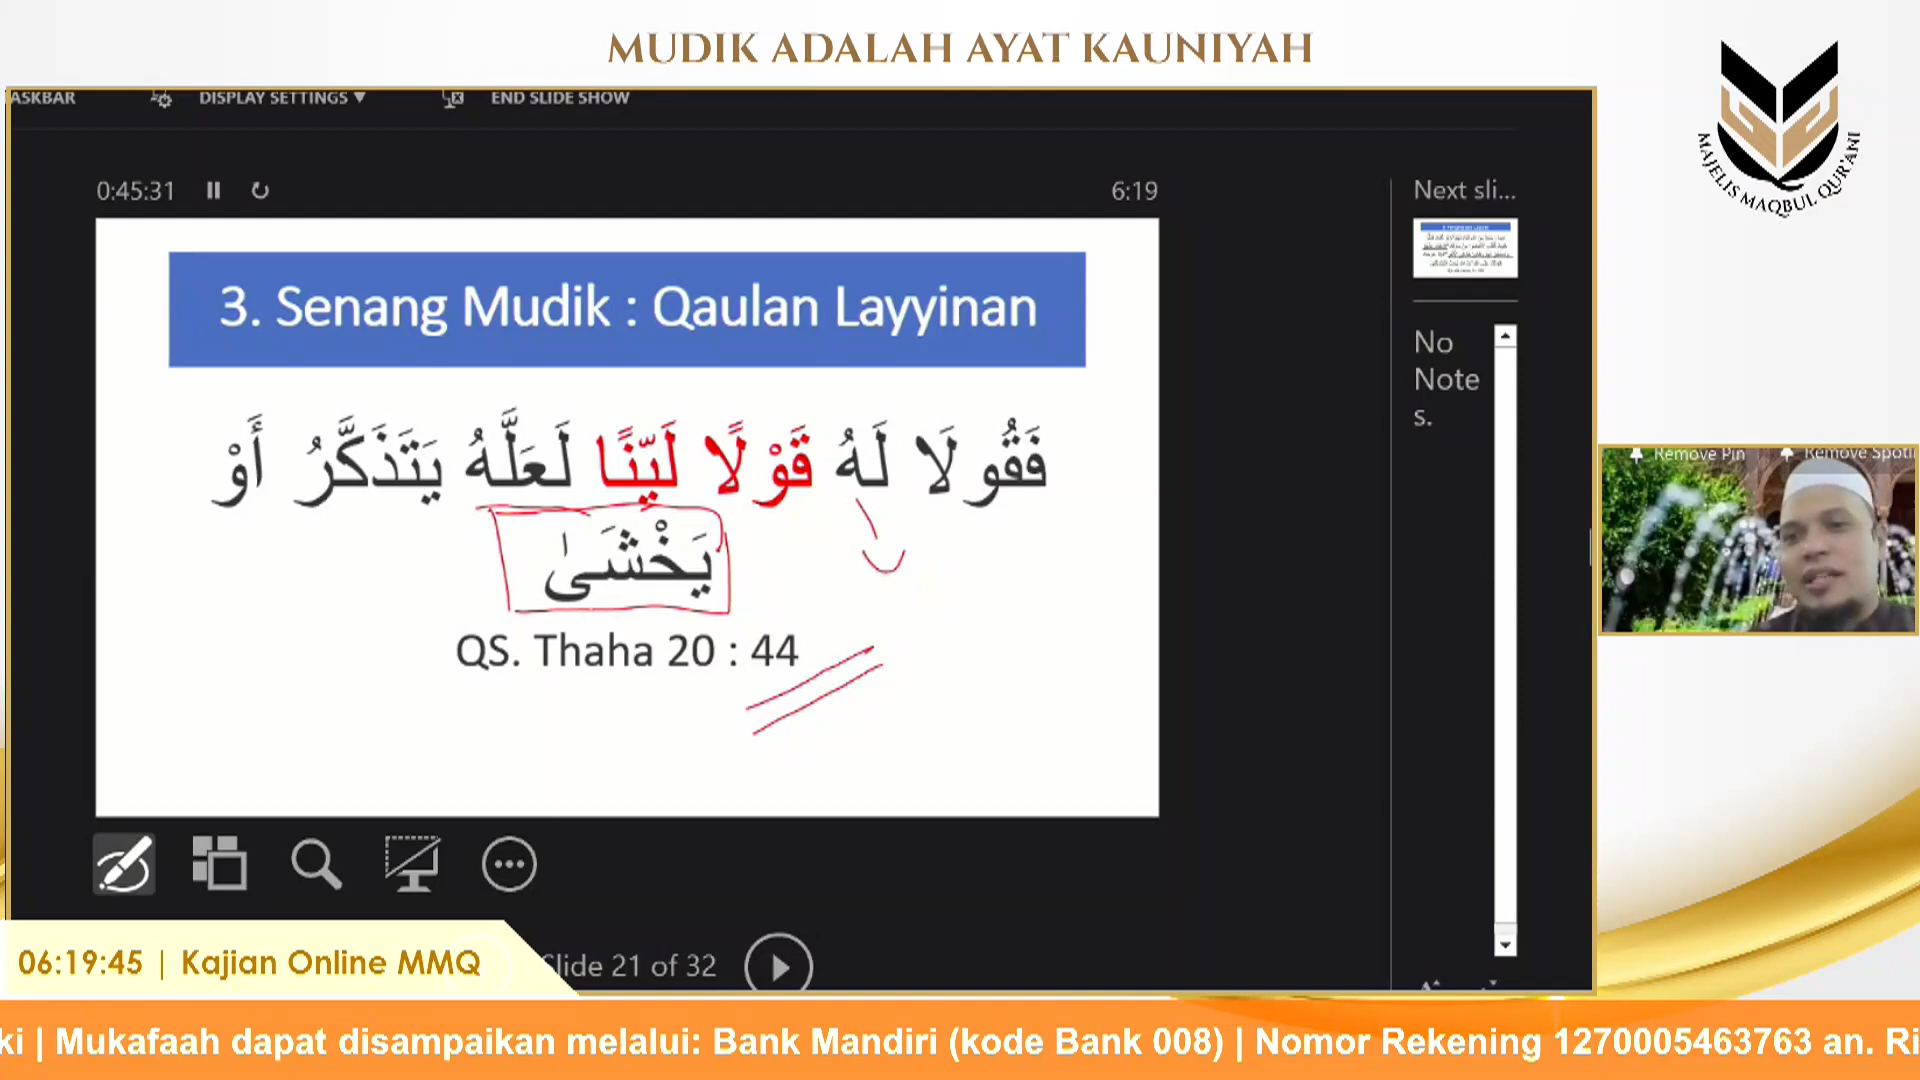 MUDIK ADALAH AYAT KAUNIYAH
MAJELIS MAQBUL QUR'ANI
ASKBAR DISPLAY SETTINGS ▼ END SLIDE SHOW
0:45:31 6:19
Next sli...
3. Senang Mudik : Qaulan Layyinan
فَقُولَا لَهُ قَوْلًا لَيِّنًا لَعَلَّهُ يَتَذَكَّرُ أَوْ
يَخْشَىٰ
QS. Thaha 20 : 44
No
Note
s.
Remove Pin Remove Spotl
Slide 21 of 32
06:19:45 | Kajian Online MMQ
ki | Mukafaah dapat disampaikan melalui: Bank Mandiri (kode Bank 008) | Nomor Rekening 1270005463763 an. Ri